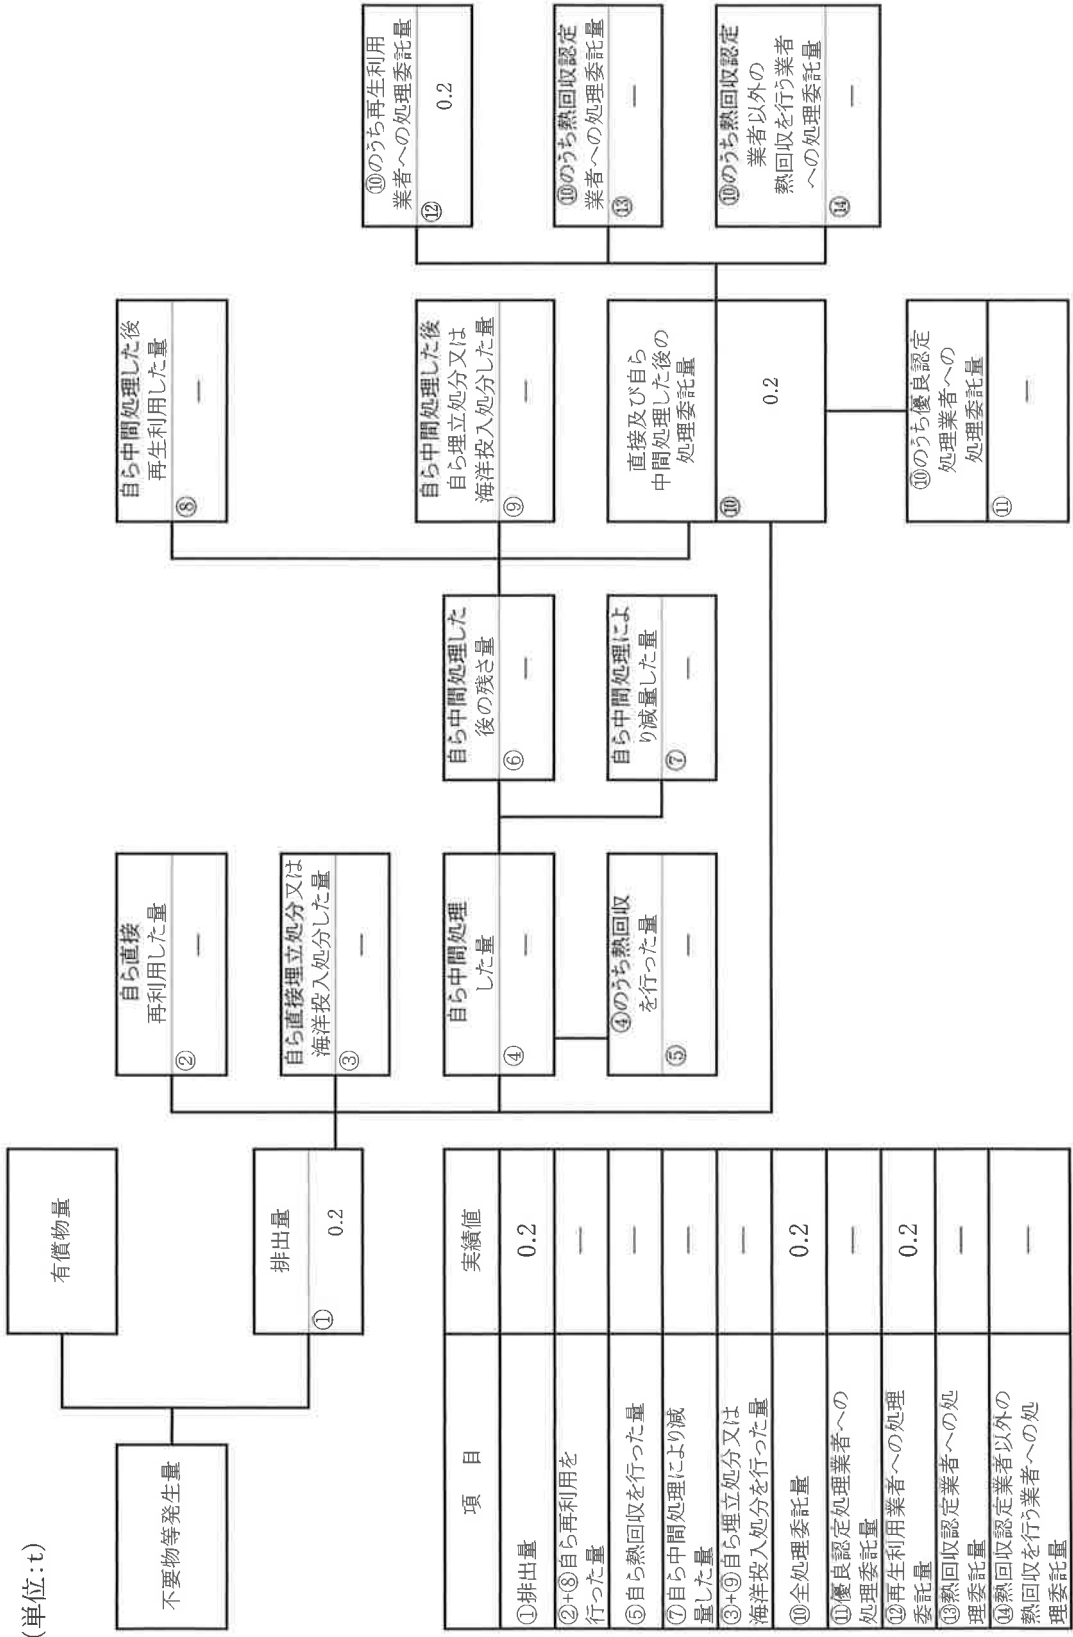 (単位:t)
不要物等発生量
有償物量
排出量
①
0.2
自ら直接
再利用した量
②
—
自ら直接埋立処分又は
海洋投入処分した量
③
—
自ら中間処理
した量
④
—
④のうち熱回収
を行った量
⑤
—
自ら中間処理した
後の残さ量
⑥
—
自ら中間処理によ
り減量した量
⑦
—
自ら中間処理した後
再生利用した量
⑧
—
自ら中間処理した後
自ら埋立処分又は
海洋投入処分した量
⑨
—
直接及び自ら
中間処理した後の
処理委託量
⑩
0.2
⑩のうち優良認定
処理業者への
処理委託量
⑪
—
⑩のうち再生利用
業者への処理委託量
⑫
0.2
⑩のうち熱回収認定
業者への処理委託量
⑬
—
⑩のうち熱回収認定
業者以外の
熱回収を行う業者
への処理委託量
⑭
—
項 目 実績値
①排出量 0.2
②+⑧自ら再利用を
行った量 —
⑤自ら熱回収を行った量 —
⑦自ら中間処理により減
量した量 —
③+⑨自ら埋立処分又は
海洋投入処分を行った量 —
⑩全処理委託量 0.2
⑪優良認定処理業者への
処理委託量 —
⑫再生利用業者への処理
委託量 0.2
⑬熱回収認定業者への処
理委託量 —
⑭熱回収認定業者以外の
熱回収を行う業者への処
理委託量 —